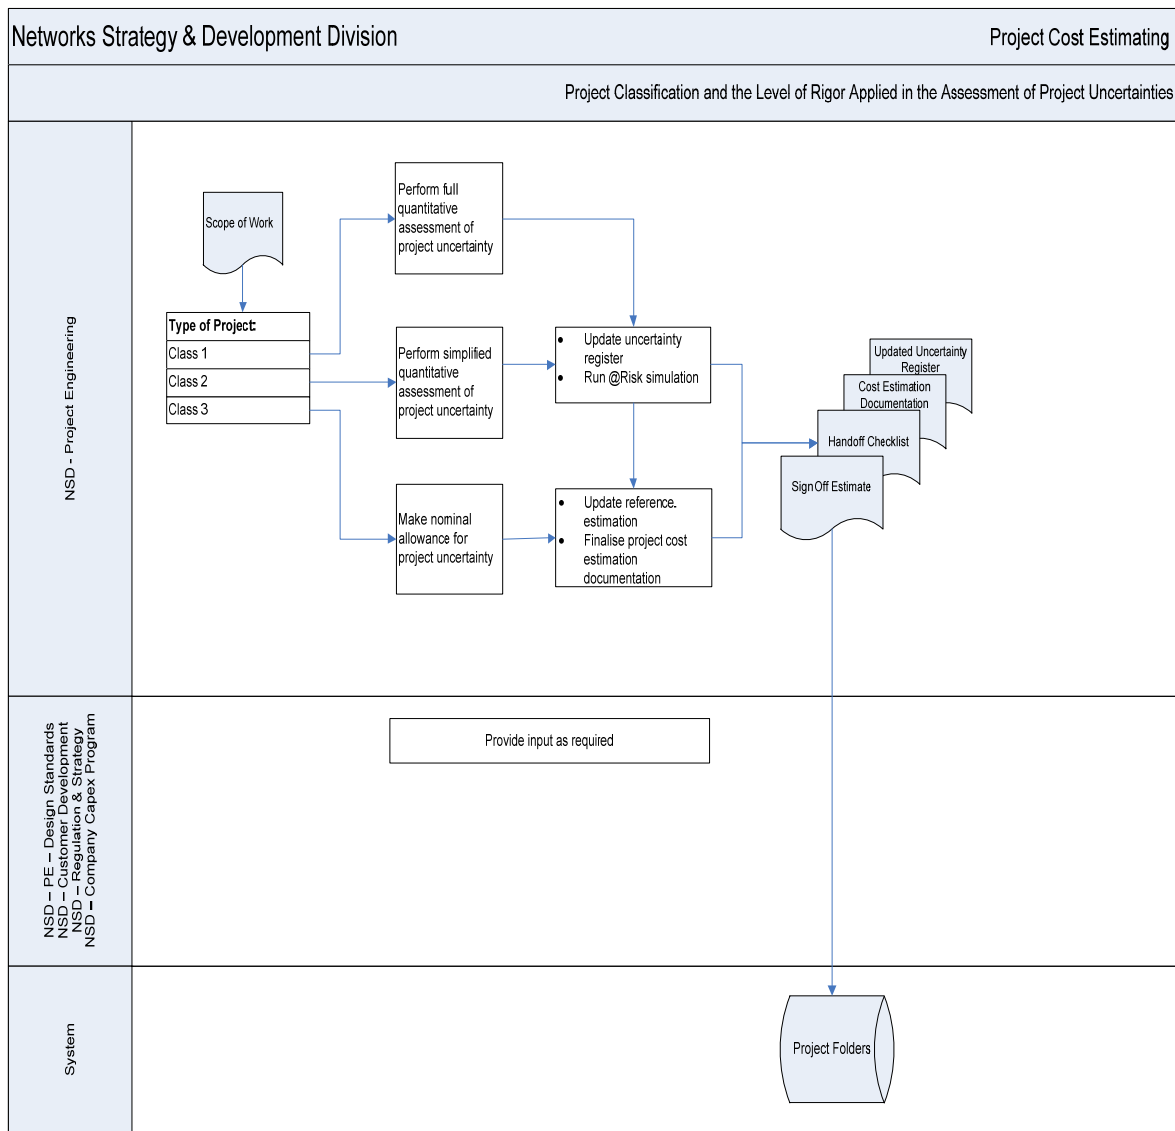 Networks Strategy & Development Division
Project Cost Estimating
Project Classification and the Level of Rigor Applied in the Assessment of Project Uncertainties
NSD - Project Engineering
Scope of Work
Type of Project:
Class 1
Class 2
Class 3
Perform full
quantitative
assessment of
project uncertainty
Perform simplified
quantitative
assessment of
project uncertainty
Make nominal
allowance for
project uncertainty
• Update uncertainty
register
• Run @Risk simulation
• Update reference
estimation
• Finalise project cost
estimation
documentation
Updated Uncertainty
Register
Cost Estimation
Documentation
Handoff Checklist
Sign Off Estimate
NSD – PE – Design Standards
NSD – Customer Development
NSD – Regulation & Strategy
NSD – Company Capex Program
Provide input as required
System
Project Folders